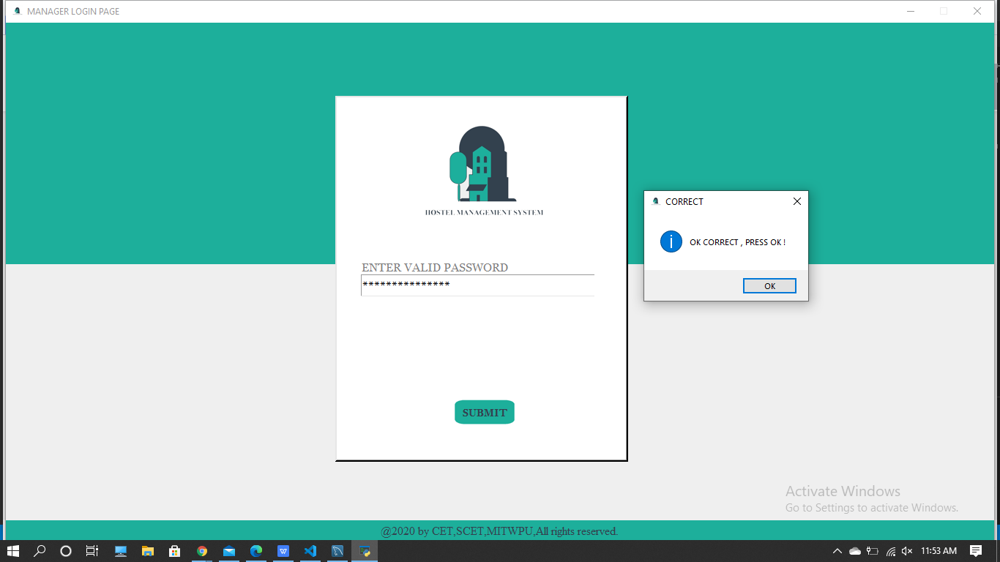 MANAGER LOGIN PAGE
HOSTEL MANAGEMENT SYSTEM
CORRECT
OK CORRECT , PRESS OK !
OK
ENTER VALID PASSWORD
***************
SUBMIT
Activate Windows
Go to Settings to activate Windows.
@2020 by CET,SCET,MITWPU,All rights reserved.
W
11:53 AM